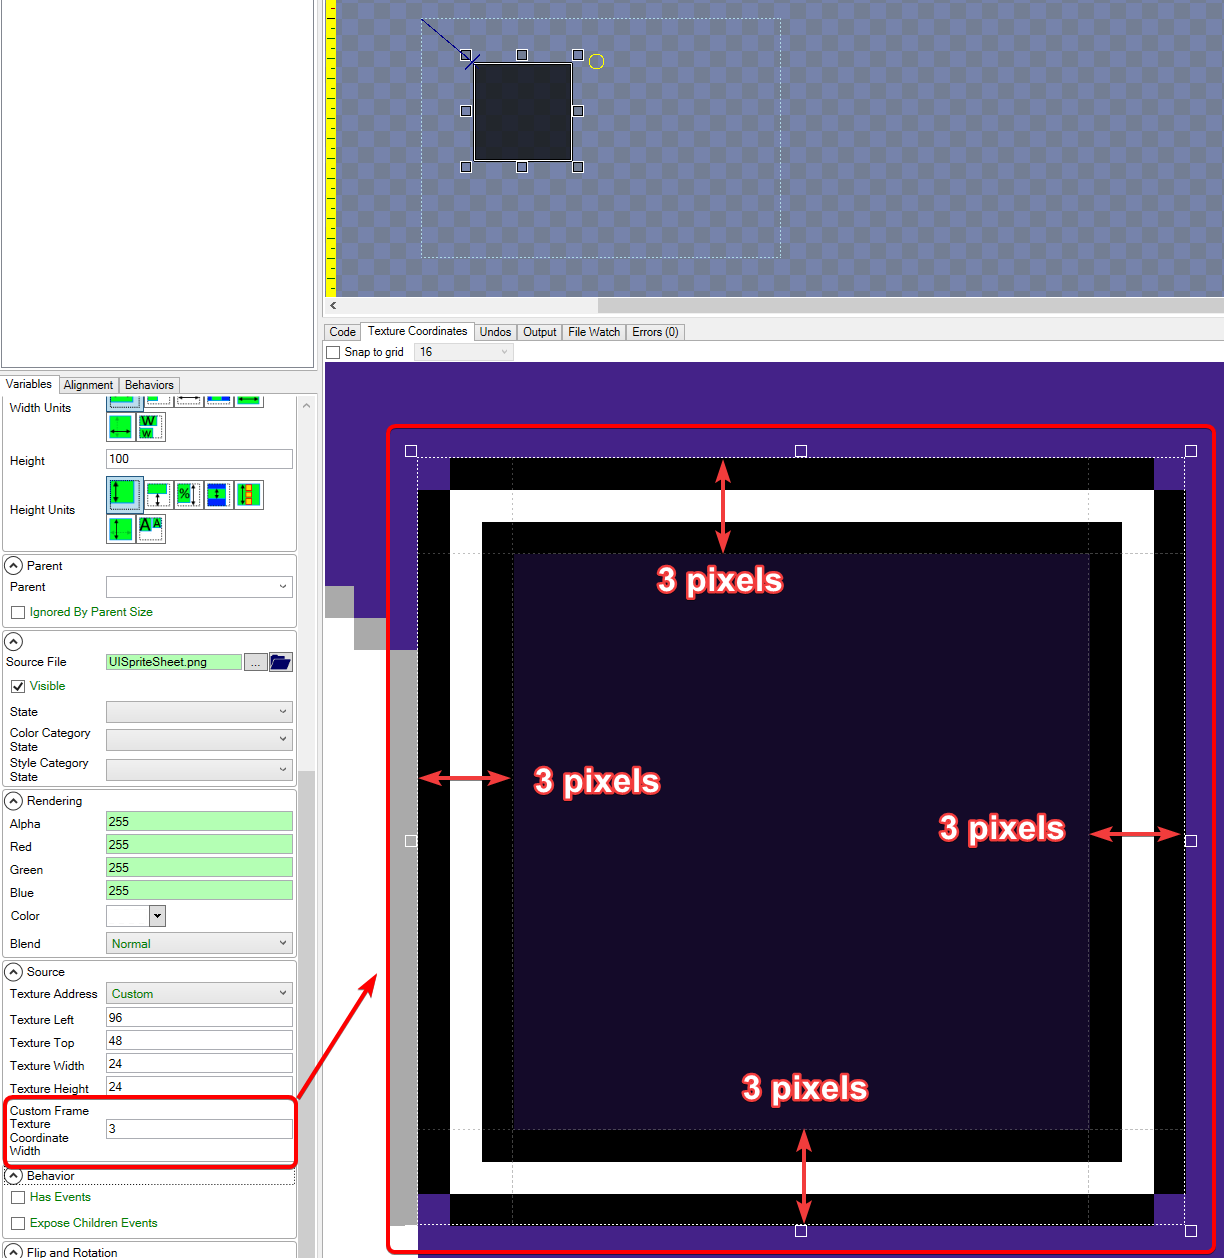 Code Texture Coordinates Undos Output File Watch Errors (0)
Snap to grid 16
Variables Alignment Behaviors
Width Units
W
W
Height 100
Height Units
%
A A
Parent
Parent
Ignored By Parent Size
Source File UISpriteSheet.png ...
Visible
State
Color Category
State
Style Category
State
Rendering
Alpha 255
Red 255
Green 255
Blue 255
Color
Blend Normal
Source
Texture Address Custom
Texture Left 96
Texture Top 48
Texture Width 24
Texture Height 24
Custom Frame
Texture
Coordinate
Width
3
Behavior
Has Events
Expose Children Events
Flip and Rotation
3 pixels
3 pixels
3 pixels
3 pixels